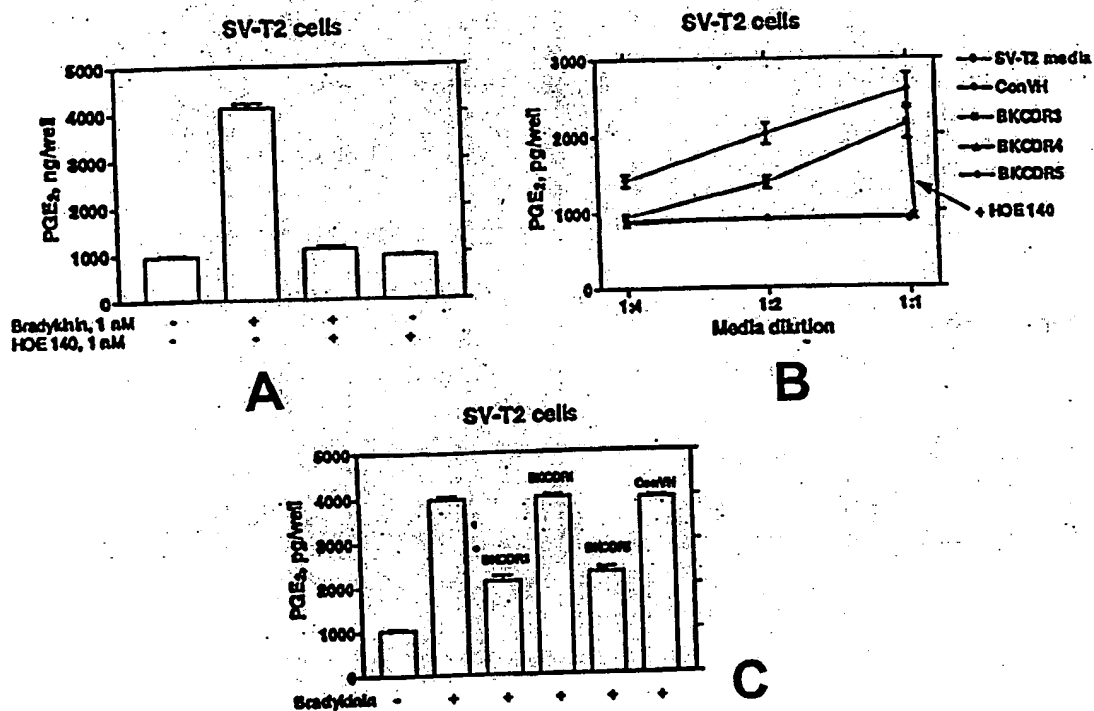 SV-T2 cells
PGE2, ng/well
5000
4000
3000
2000
1000
0
Bradykinin, 1 nM - + + -
HOE 140, 1 nM - - + +
A
SV-T2 cells
PGE2, pg/well
3000
2000
1000
0
1:4 1:2 1:1
Media dilution
SV-T2 media
ConVH
BKCDR3
BKCDR4
BKCDR5
+ HOE 140
B
SV-T2 cells
PGE2, pg/well
5000
4000
3000
2000
1000
0
ConVH
Bradykinin - + + + + +
C